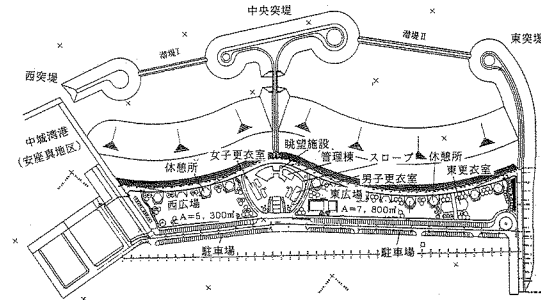 中央突堤
潜堤Ⅰ
潜堤Ⅱ
東突堤
西突堤
中城湾港
(安座真地区)
眺望施設
女子更衣室
管理棟
スロープ
休憩所
休憩所
男子更衣室
東更衣室
西広場
A=5,300㎡
東広場
A=7,800㎡
駐車場
駐車場